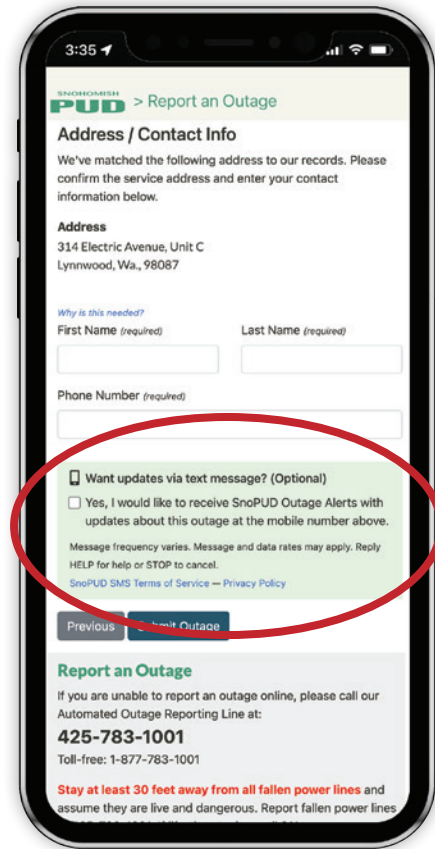 3:35
SNOHOMISH
PUD > Report an Outage
Address / Contact Info
We've matched the following address to our records. Please
confirm the service address and enter your contact
information below.
Address
314 Electric Avenue, Unit C
Lynnwood, Wa., 98087
Why is this needed?
First Name (required) Last Name (required)
Phone Number (required)
Want updates via text message? (Optional)
Yes, I would like to receive SnoPUD Outage Alerts with
updates about this outage at the mobile number above.
Message frequency varies. Message and data rates may apply. Reply
HELP for help or STOP to cancel.
SnoPUD SMS Terms of Service — Privacy Policy
Previous Submit Outage
Report an Outage
If you are unable to report an outage online, please call our
Automated Outage Reporting Line at:
425-783-1001
Toll-free: 1-877-783-1001
Stay at least 30 feet away from all fallen power lines and
assume they are live and dangerous. Report fallen power lines